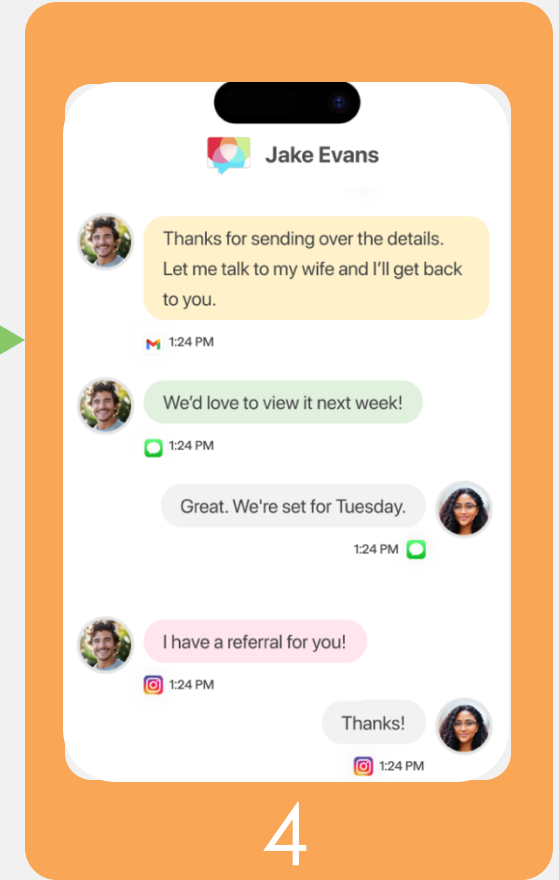 Jake Evans
Thanks for sending over the details.
Let me talk to my wife and I'll get back
to you.
1:24 PM
We'd love to view it next week!
1:24 PM
Great. We're set for Tuesday.
1:24 PM
I have a referral for you!
1:24 PM
Thanks!
1:24 PM
4